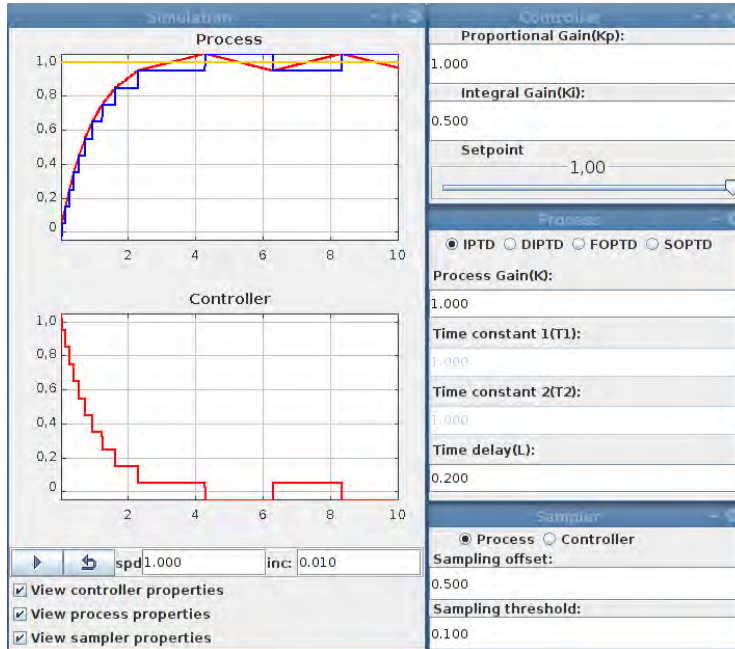 Simulation
Process
1,0
0,8
0,6
0,4
0,2
0
2 4 6 8 10
Controller
1,0
0,8
0,6
0,4
0,2
0
2 4 6 8 10
spd 1.000 inc: 0.010
View controller properties
View process properties
View sampler properties
Controller
Proportional Gain(Kp):
1.000
Integral Gain(Ki):
0.500
Setpoint
1,00
Process
IPTD DIPTD FOPTD SOPTD
Process Gain(K):
1.000
Time constant 1(T1):
1.000
Time constant 2(T2):
1.000
Time delay(L):
0.200
Sampler
Process Controller
Sampling offset:
0.500
Sampling threshold:
0.100